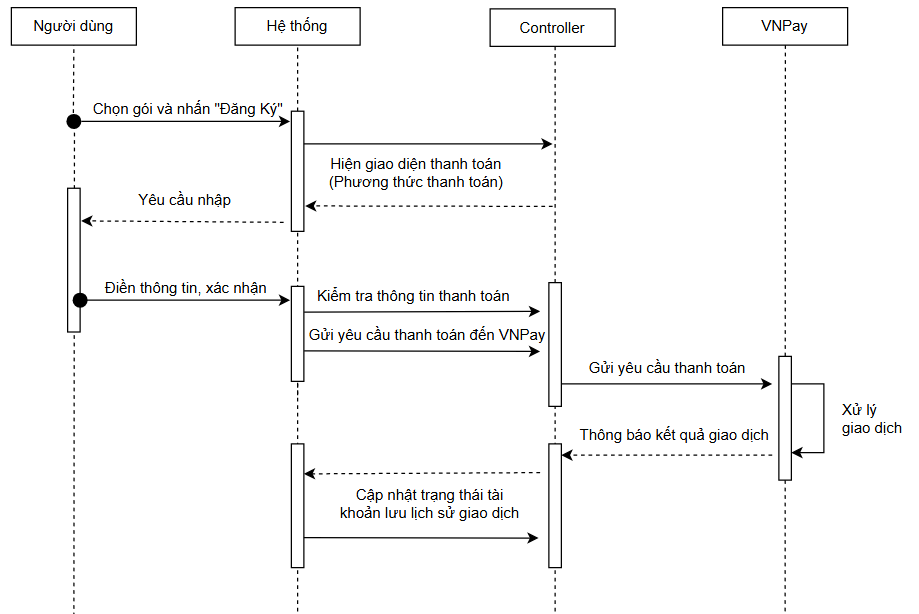 Người dùng
Hệ thống
Controller
VNPay
Chọn gói và nhấn "Đăng Ký"
Hiện giao diện thanh toán
(Phương thức thanh toán)
Yêu cầu nhập
Điền thông tin, xác nhận
Kiểm tra thông tin thanh toán
Gửi yêu cầu thanh toán đến VNPay
Gửi yêu cầu thanh toán
Xử lý
giao dịch
Thông báo kết quả giao dịch
Cập nhật trạng thái tài
khoản lưu lịch sử giao dịch